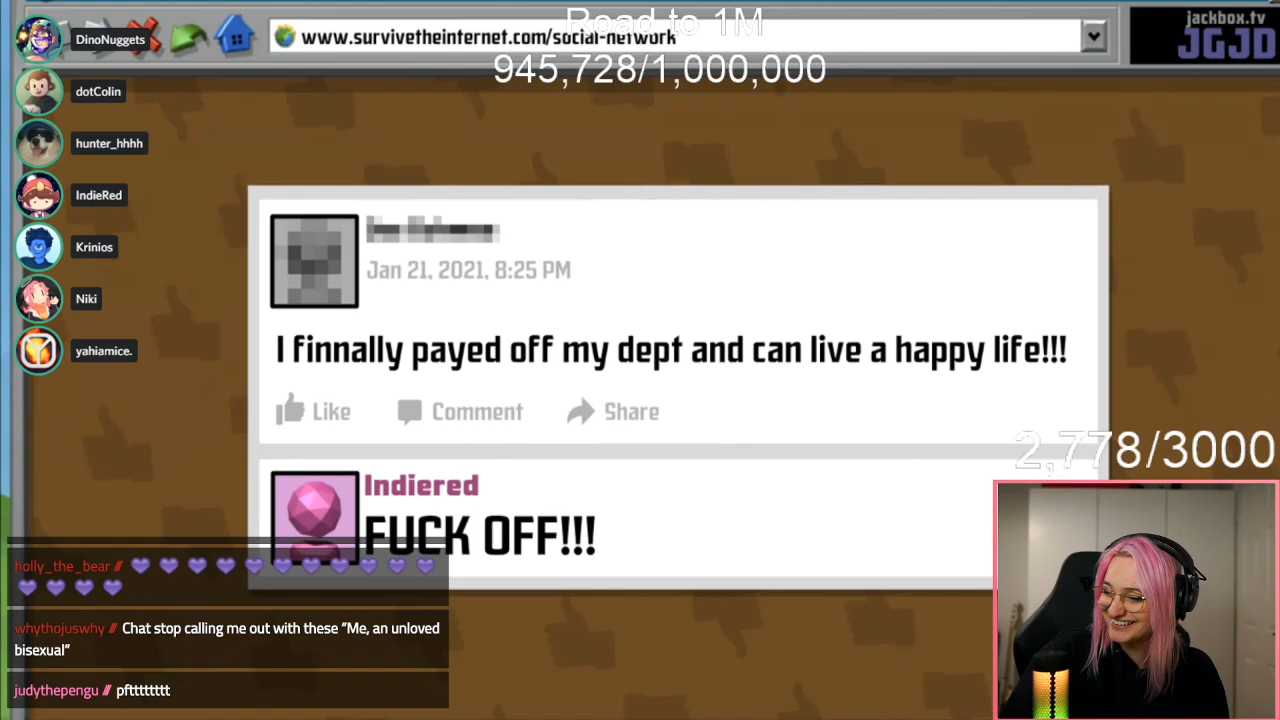 Road to 1M
945,728/1,000,000
www.survivetheinternet.com/social-network
jackbox.tv
JGJD
DinoNuggets
dotColin
hunter_hhhh
IndieRed
Krinios
Niki
yahiamice.
Jan 21, 2021, 8:25 PM
I finnally payed off my dept and can live a happy life!!!
Like Comment Share
2,778/3000
Indiered
FUCK OFF!!!
holly_the_bear //
whythojuswhy // Chat stop calling me out with these "Me, an unloved
bisexual"
judythepengu // pfttttttt